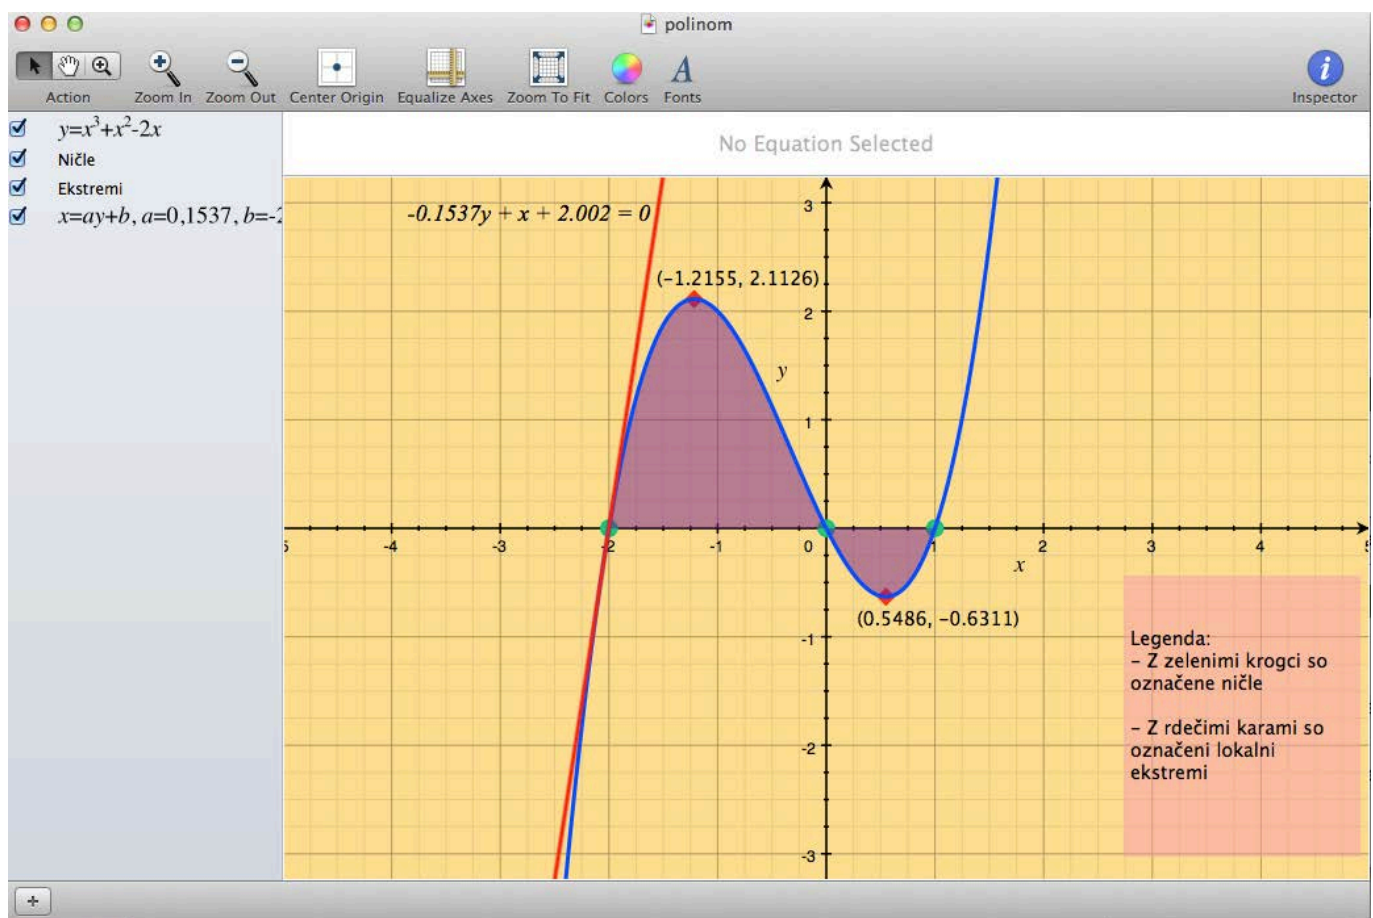 polinom
Action
Zoom In
Zoom Out
Center Origin
Equalize Axes
Zoom To Fit
Colors
Fonts
Inspector
y=x³+x²-2x
Ničle
Ekstremi
x=ay+b, a=0,1537, b=-2
No Equation Selected
-0.1537y + x + 2.002 = 0
(−1.2155, 2.1126)
y
x
(0.5486, −0.6311)
3
2
1
0
-1
-2
-3
5 -4 -3 -2 -1 1 2 3 4 5
Legenda:
– Z zelenimi krogci so
označene ničle
– Z rdečimi karami so
označeni lokalni
ekstremi